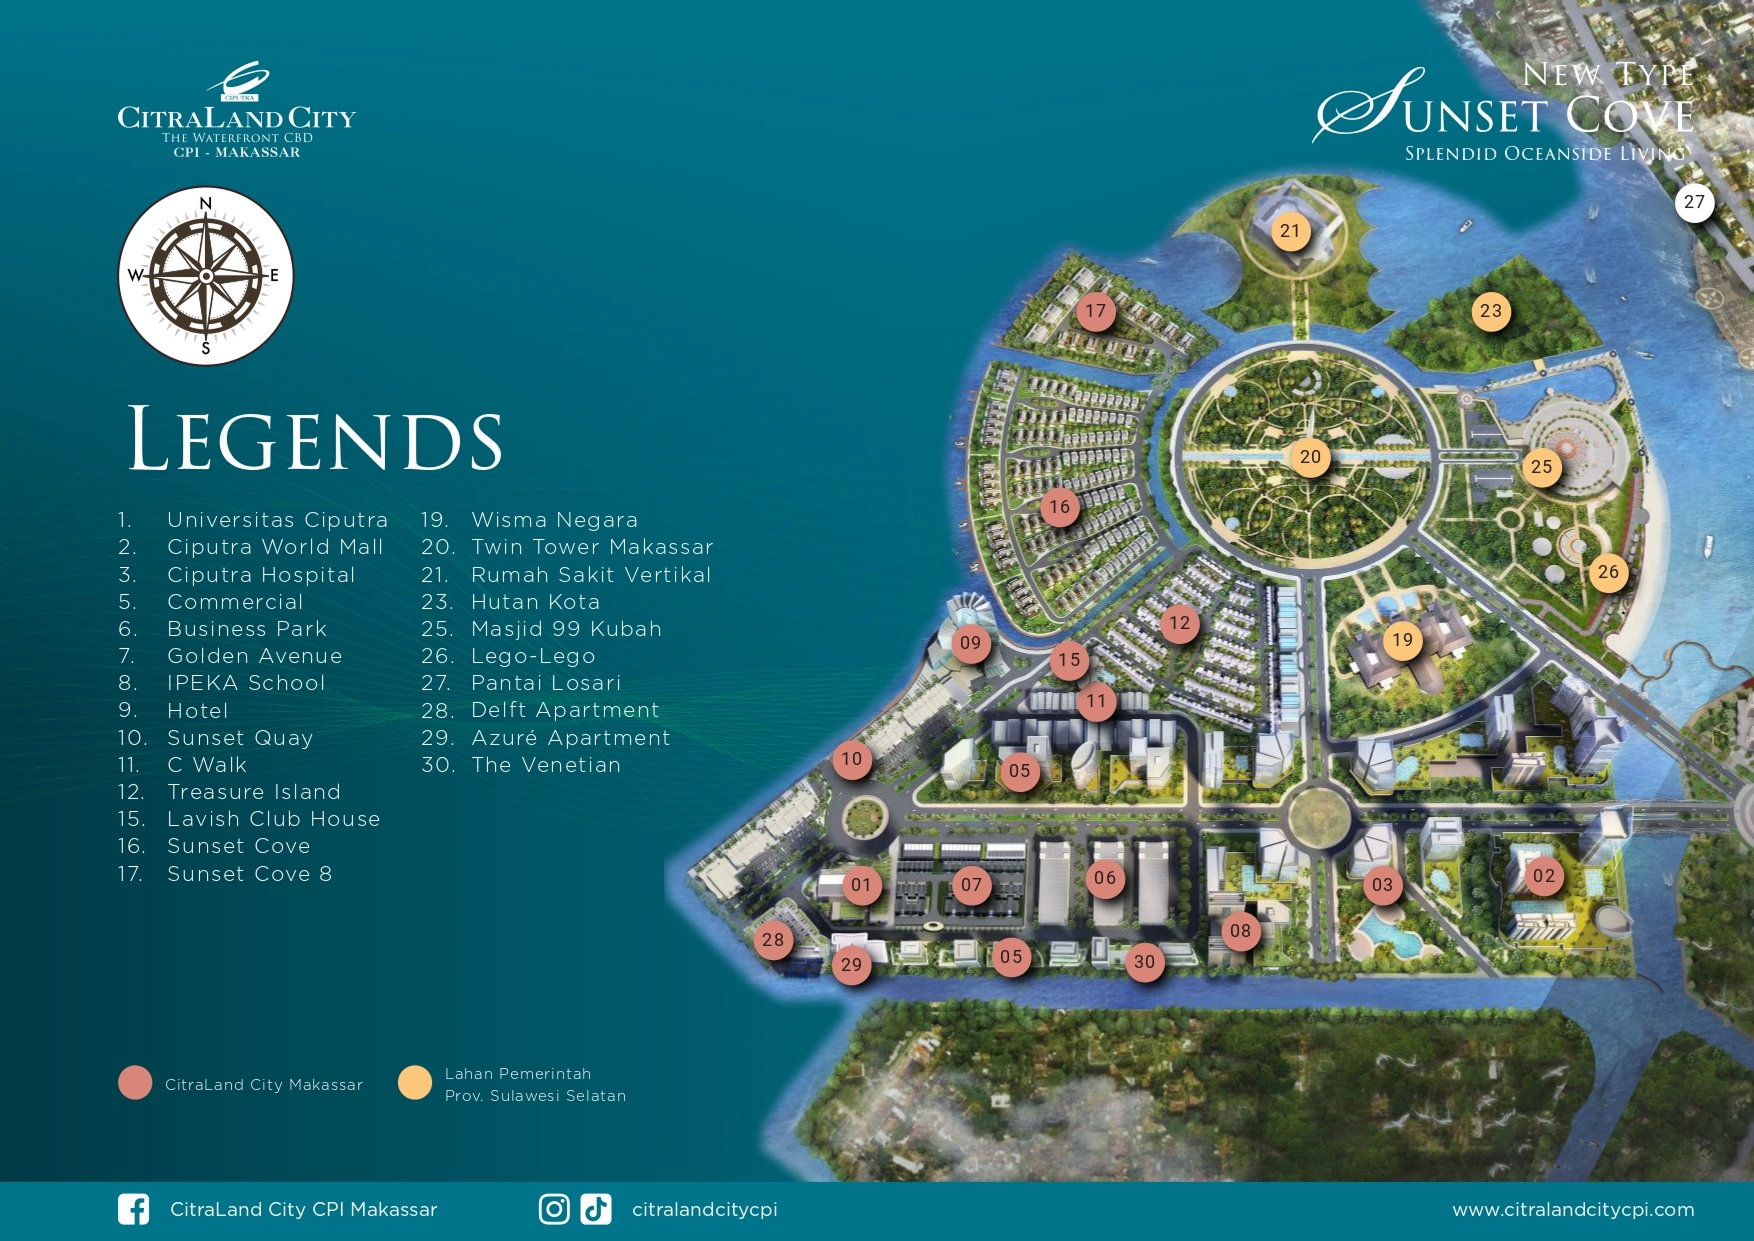 CIPUTRA
CITRALAND CITY
THE WATERFRONT CBD
CPI - MAKASSAR
NEW TYPE
SUNSET COVE
SPLENDID OCEANSIDE LIVING
N
W E
S
LEGENDS
1. Universitas Ciputra
2. Ciputra World Mall
3. Ciputra Hospital
5. Commercial
6. Business Park
7. Golden Avenue
8. IPEKA School
9. Hotel
10. Sunset Quay
11. C Walk
12. Treasure Island
15. Lavish Club House
16. Sunset Cove
17. Sunset Cove 8
19. Wisma Negara
20. Twin Tower Makassar
21. Rumah Sakit Vertikal
23. Hutan Kota
25. Masjid 99 Kubah
26. Lego-Lego
27. Pantai Losari
28. Delft Apartment
29. Azuré Apartment
30. The Venetian
27
21
17
23
20
25
16
26
12
19
09
15
11
10
05
01
07
06
03
02
28
29
05
30
08
CitraLand City Makassar
Lahan Pemerintah
Prov. Sulawesi Selatan
CitraLand City CPI Makassar
citralandcitycpi
www.citralandcitycpi.com